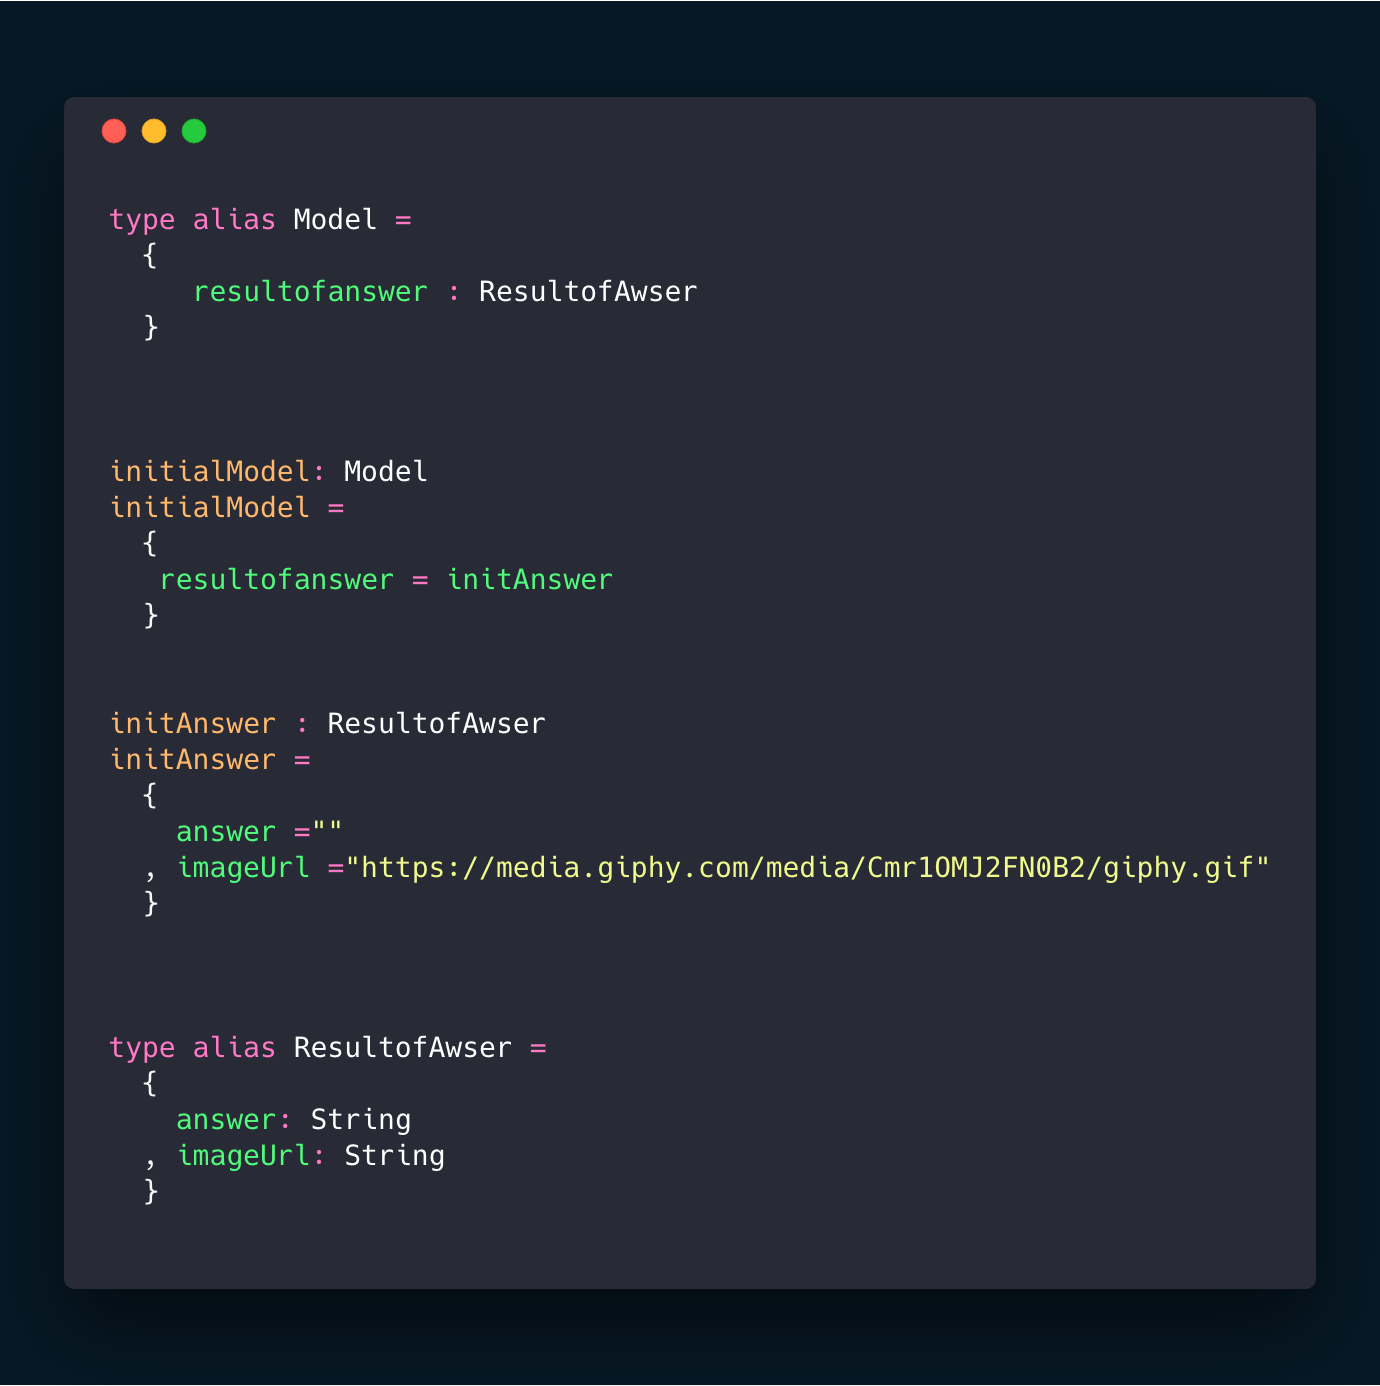 type alias Model =
  {
     resultofanswer : ResultofAwser
  }
initialModel: Model
initialModel =
  {
   resultofanswer = initAnswer
  }
initAnswer : ResultofAwser
initAnswer =
  {
    answer =""
  , imageUrl ="https://media.giphy.com/media/Cmr1OMJ2FN0B2/giphy.gif"
  }
type alias ResultofAwser =
  {
    answer: String
  , imageUrl: String
  }